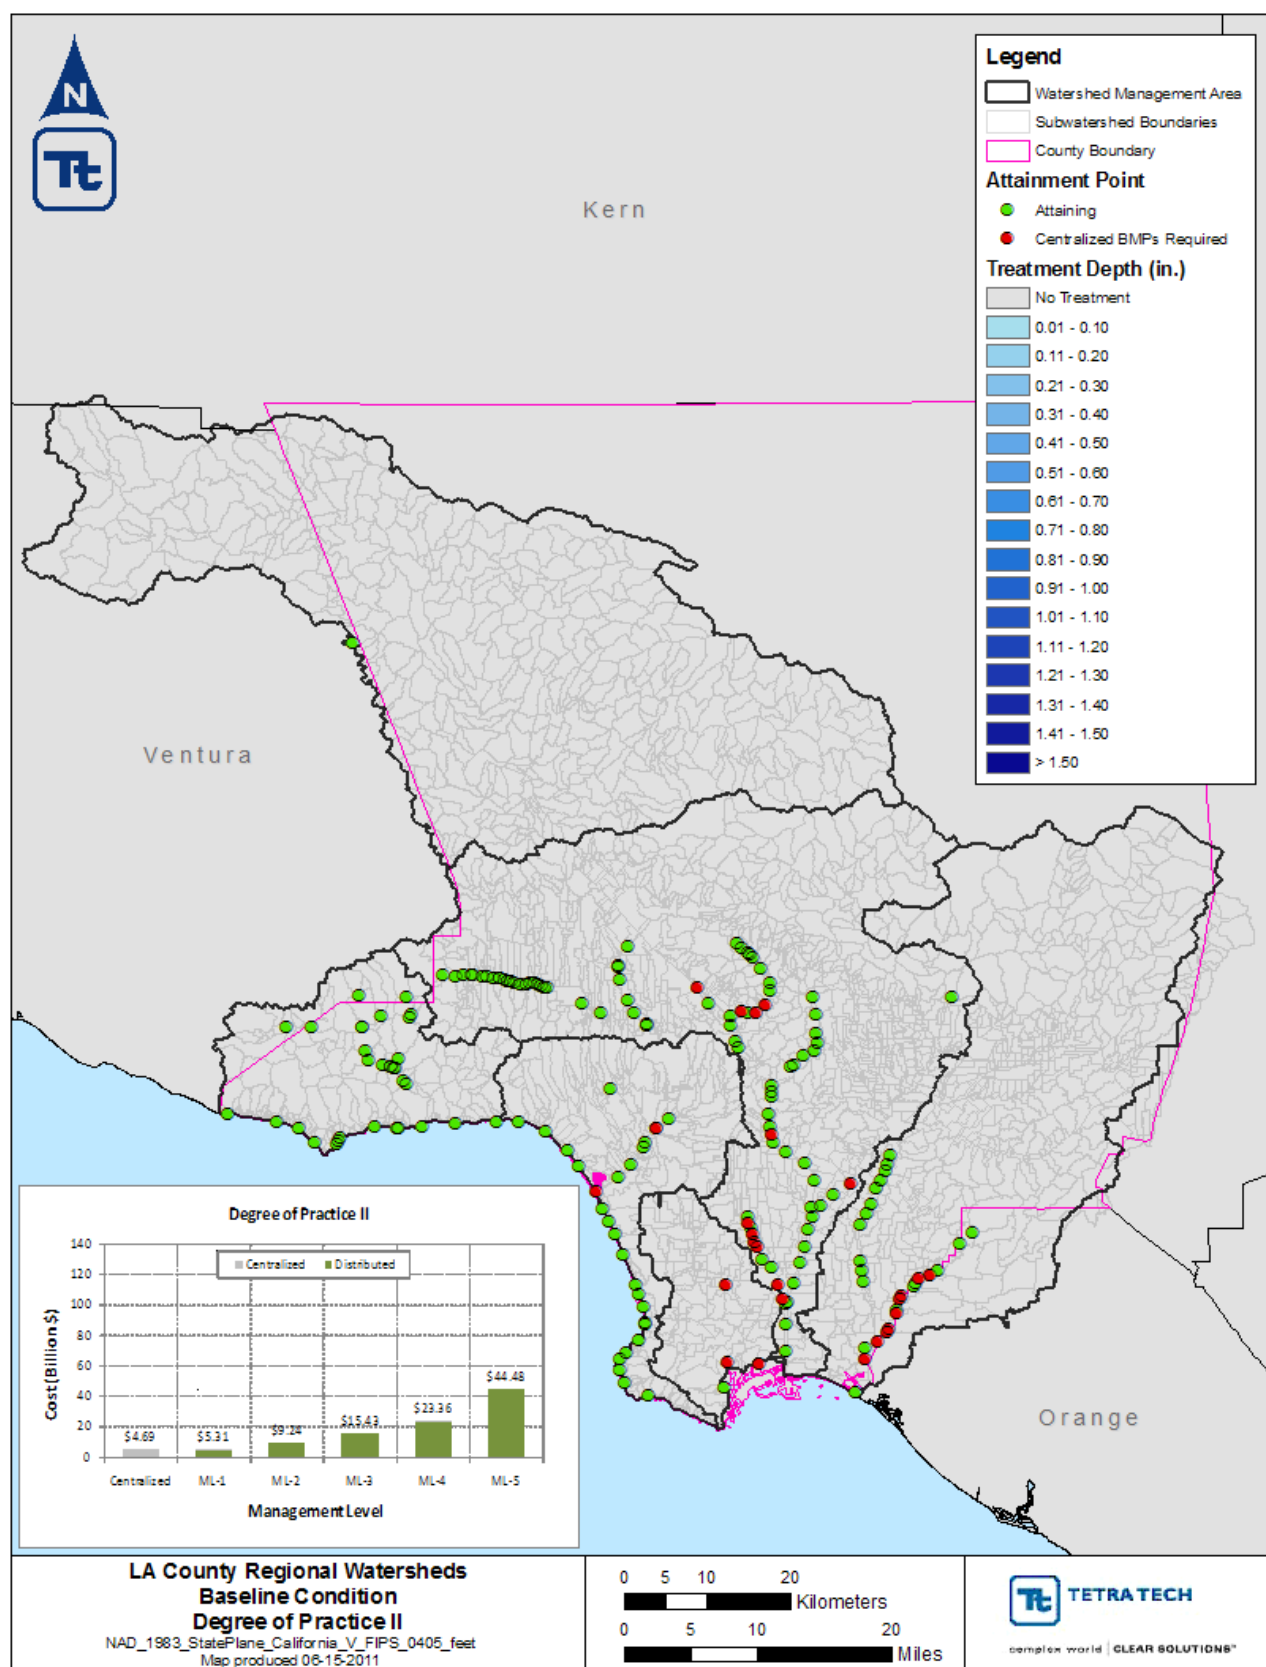 N
Tt
Legend
Watershed Management Area
Subwatershed Boundaries
County Boundary
Attainment Point
Attaining
Centralized BMPs Required
Treatment Depth (in.)
No Treatment
0.01 - 0.10
0.11 - 0.20
0.21 - 0.30
0.31 - 0.40
0.41 - 0.50
0.51 - 0.60
0.61 - 0.70
0.71 - 0.80
0.81 - 0.90
0.91 - 1.00
1.01 - 1.10
1.11 - 1.20
1.21 - 1.30
1.31 - 1.40
1.41 - 1.50
> 1.50
Kern
Ventura
Orange
Degree of Practice II
Centralized Distributed
Cost (Billion $)
140
120
100
80
60
40
20
0
$4.69 $5.31 $9.24 $15.43 $23.36 $44.48
Centralized ML-1 ML-2 ML-3 ML-4 ML-5
Management Level
LA County Regional Watersheds
Baseline Condition
Degree of Practice II
NAD_1983_StatePlane_California_V_FIPS_0405_feet
Map produced 06-15-2011
0 5 10 20
Kilometers
0 5 10 20
Miles
Tt TETRA TECH
complex world | CLEAR SOLUTIONS™